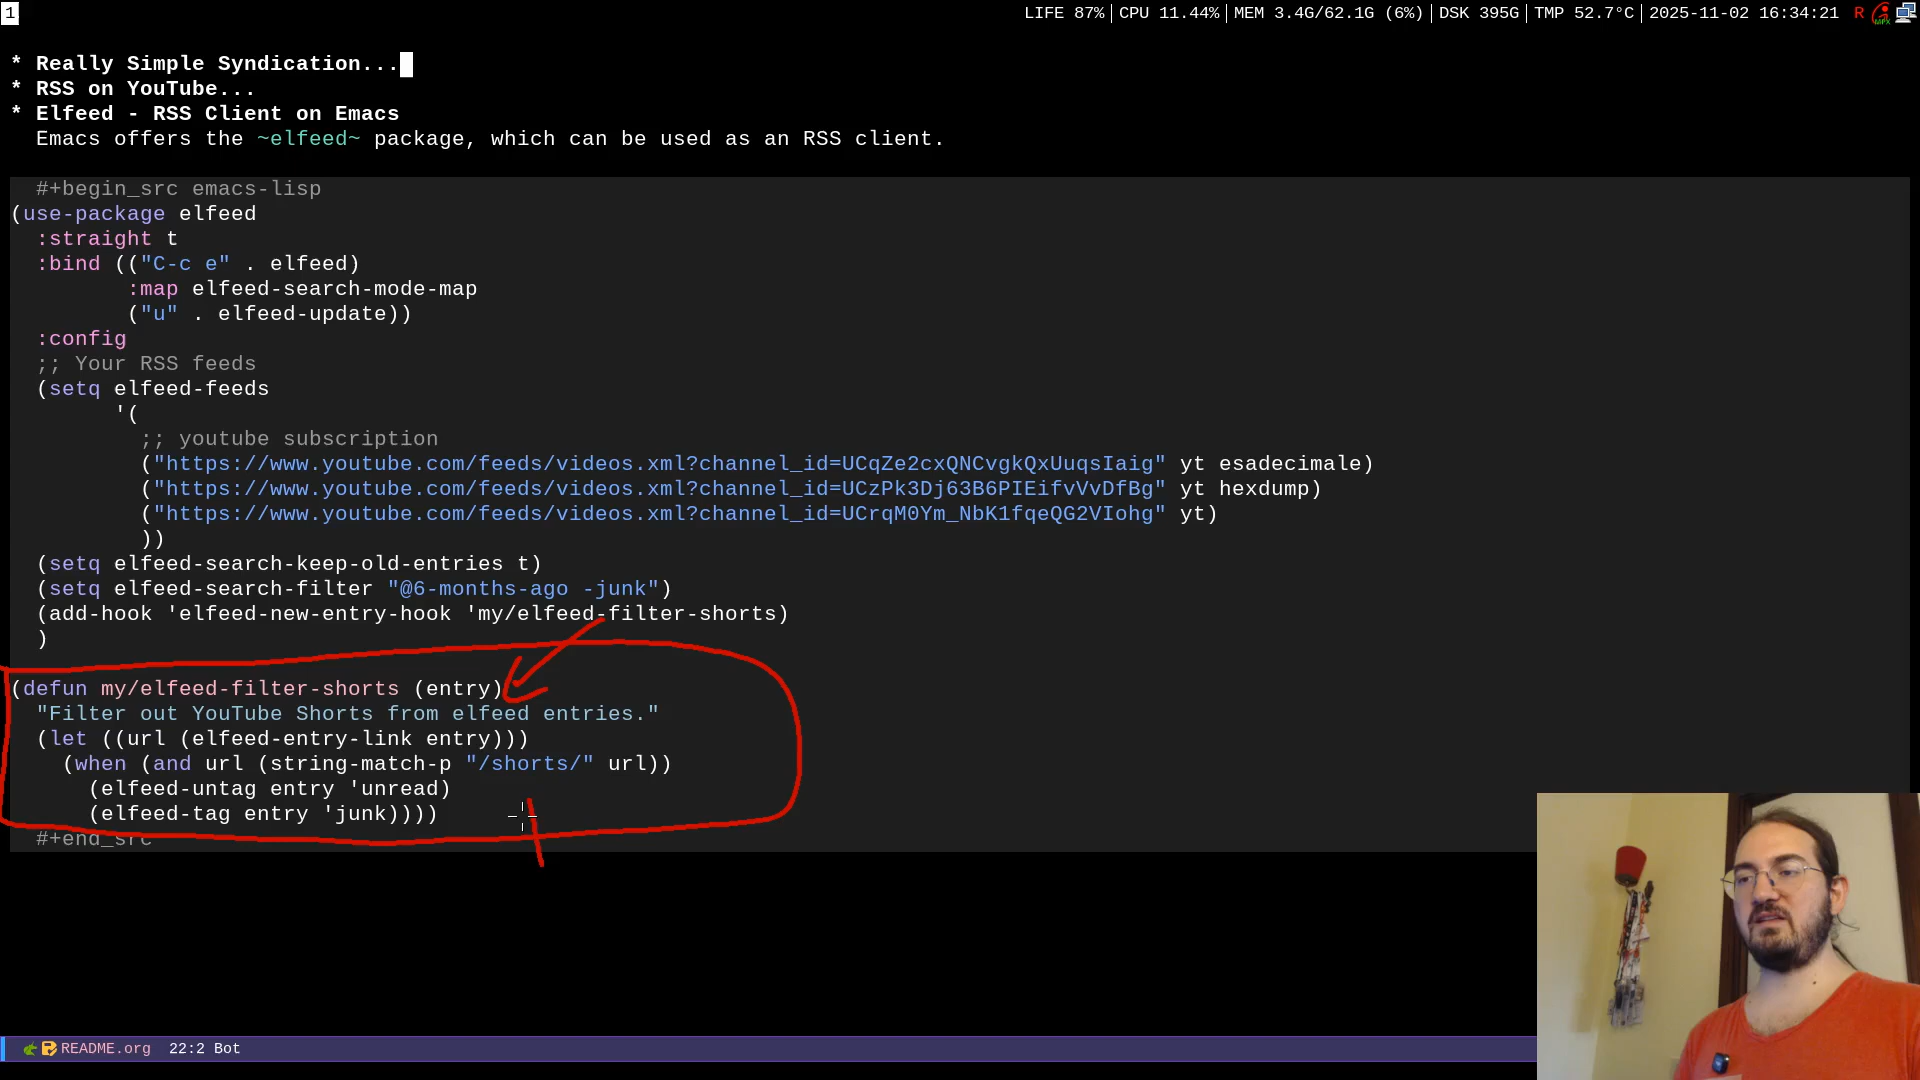 1
LIFE 87%|CPU 11.44%|MEM 3.4G/62.1G (6%)|DSK 395G|TMP 52.7°C|2025-11-02 16:34:21 R
* Really Simple Syndication...
* RSS on YouTube...
* Elfeed - RSS Client on Emacs
Emacs offers the ~elfeed~ package, which can be used as an RSS client.
#+begin_src emacs-lisp
(use-package elfeed
:straight t
:bind (("C-c e" . elfeed)
:map elfeed-search-mode-map
("u" . elfeed-update))
:config
;; Your RSS feeds
(setq elfeed-feeds
'(
;; youtube subscription
("https://www.youtube.com/feeds/videos.xml?channel_id=UCqZe2cxQNCvgkQxUuqsIaig" yt esadecimale)
("https://www.youtube.com/feeds/videos.xml?channel_id=UCzPk3Dj63B6PIEifvVvDfBg" yt hexdump)
("https://www.youtube.com/feeds/videos.xml?channel_id=UCrqM0Ym_NbK1fqeQG2VIohg" yt)
))
(setq elfeed-search-keep-old-entries t)
(setq elfeed-search-filter "@6-months-ago -junk")
(add-hook 'elfeed-new-entry-hook 'my/elfeed-filter-shorts)
)
(defun my/elfeed-filter-shorts (entry)
"Filter out YouTube Shorts from elfeed entries."
(let ((url (elfeed-entry-link entry)))
(when (and url (string-match-p "/shorts/" url))
(elfeed-untag entry 'unread)
(elfeed-tag entry 'junk))))
#+end_src
README.org 22:2 Bot